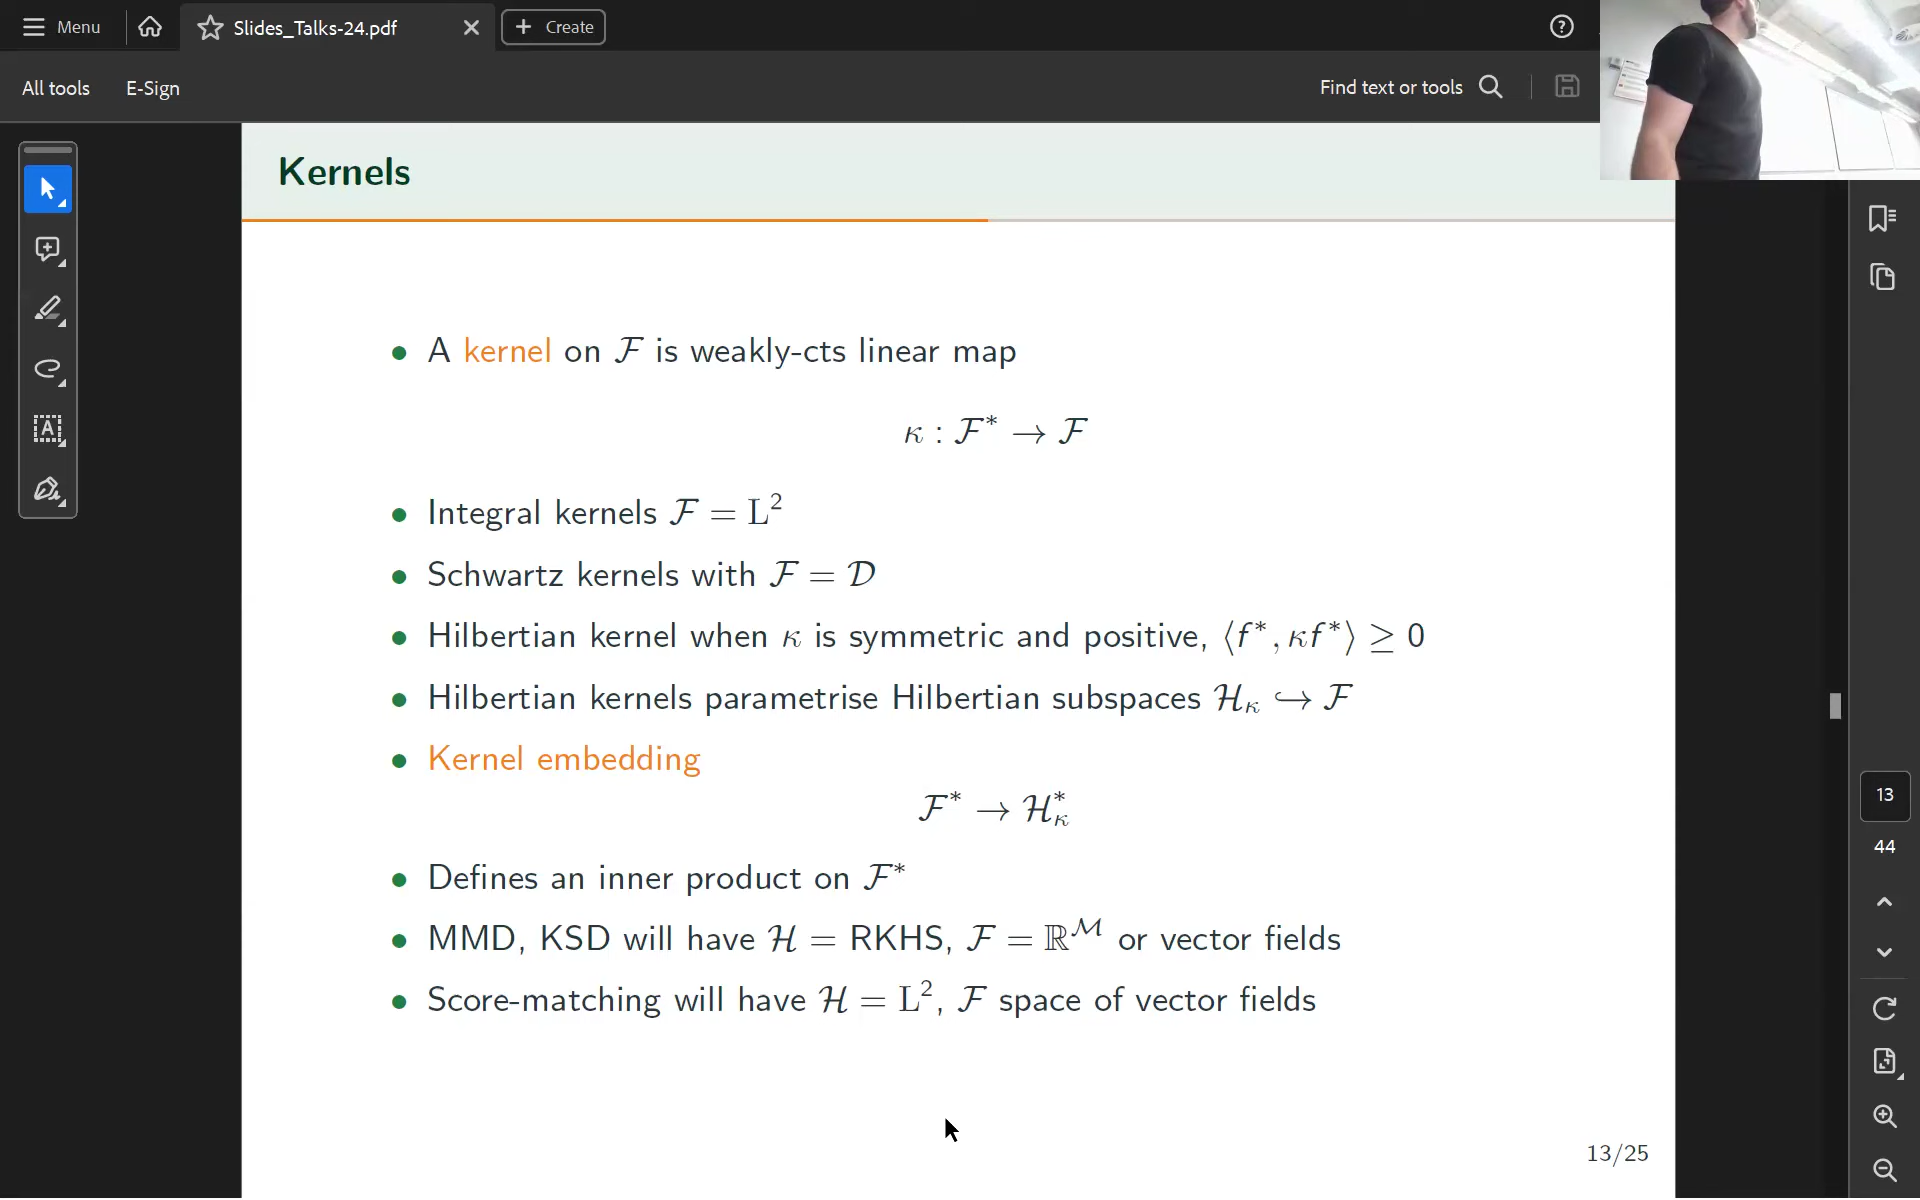 Menu
Slides_Talks-24.pdf
Create
All tools
E-Sign
Find text or tools
Kernels
A kernel on ℱ is weakly-cts linear map
κ : ℱ* → ℱ
Integral kernels ℱ = L²
Schwartz kernels with ℱ = 𝒟
Hilbertian kernel when κ is symmetric and positive, ⟨f*, κf*⟩ ≥ 0
Hilbertian kernels parametrise Hilbertian subspaces ℋ_κ ↪ ℱ
Kernel embedding
ℱ* → ℋ*_κ
Defines an inner product on ℱ*
MMD, KSD will have ℋ = RKHS, ℱ = ℝ^ℳ or vector fields
Score-matching will have ℋ = L², ℱ space of vector fields
13/25
13
44